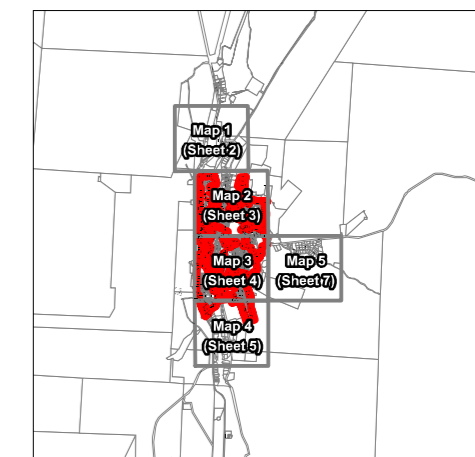 Map 1
(Sheet 2)
Map 2
(Sheet 3)
Map 3
(Sheet 4)
Map 5
(Sheet 7)
Map 4
(Sheet 5)